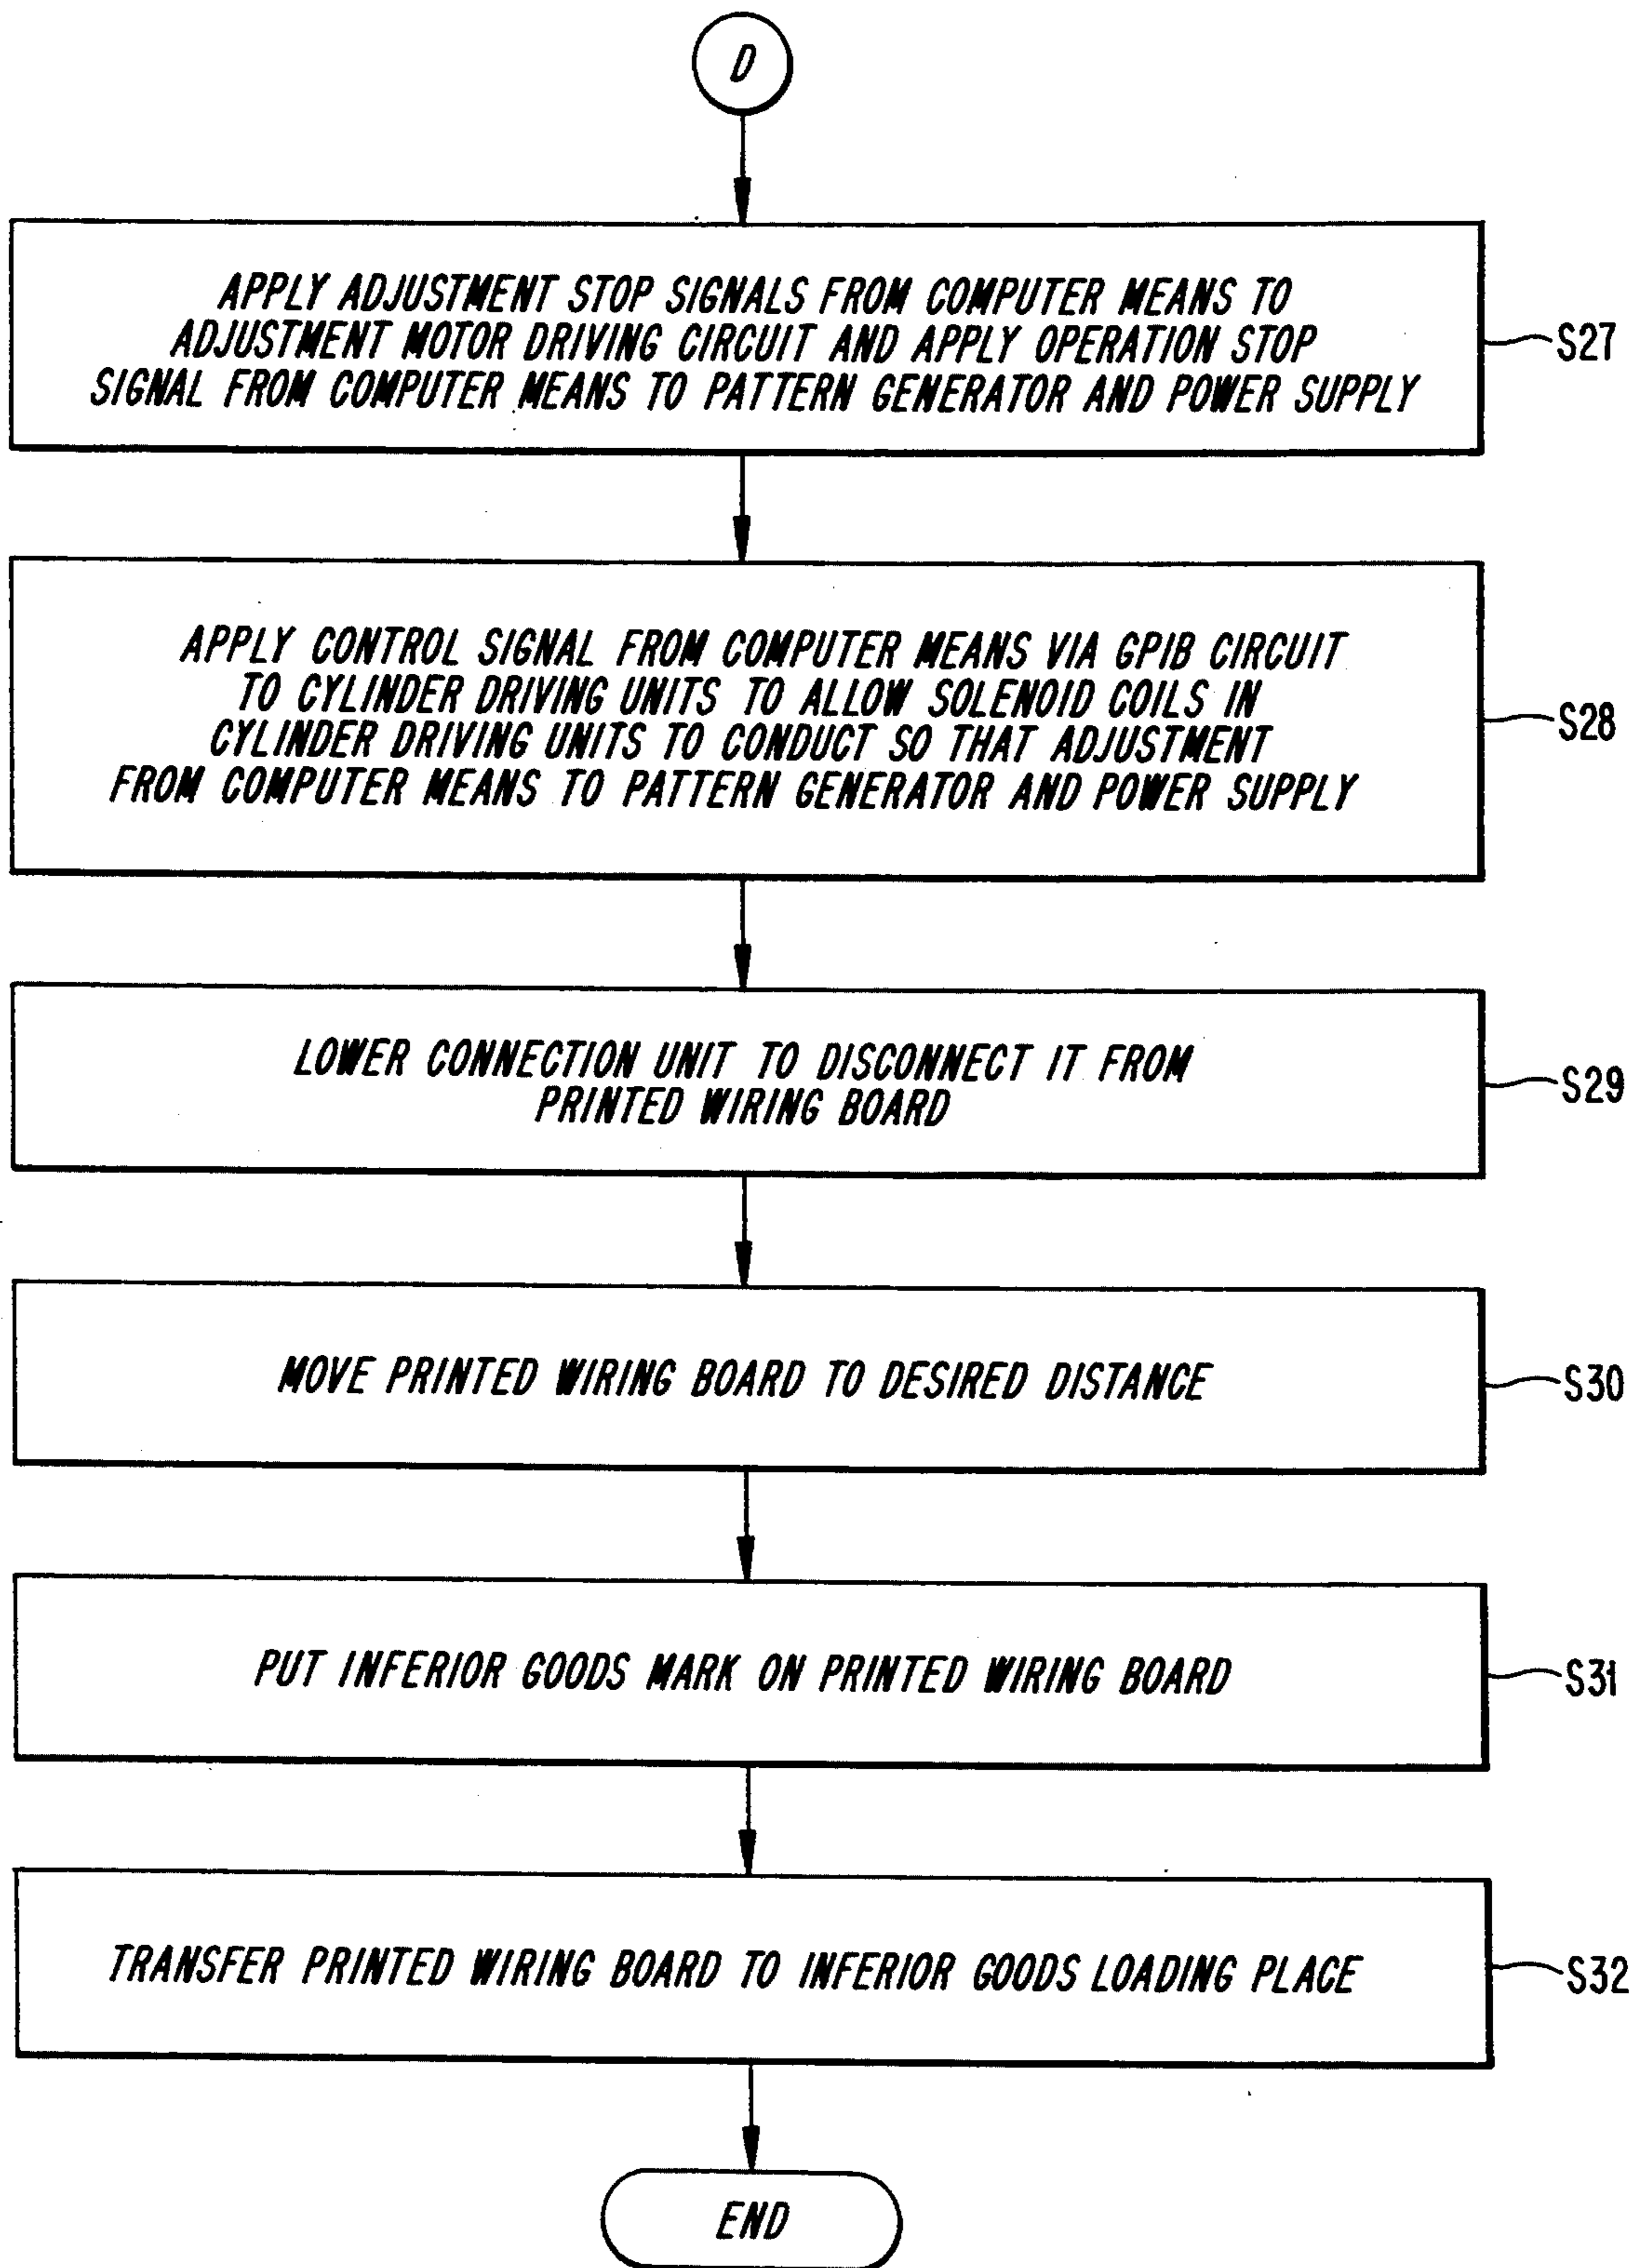 D
APPLY ADJUSTMENT STOP SIGNALS FROM COMPUTER MEANS TO
ADJUSTMENT MOTOR DRIVING CIRCUIT AND APPLY OPERATION STOP
SIGNAL FROM COMPUTER MEANS TO PATTERN GENERATOR AND POWER SUPPLY
S27
APPLY CONTROL SIGNAL FROM COMPUTER MEANS VIA GPIB CIRCUIT
TO CYLINDER DRIVING UNITS TO ALLOW SOLENOID COILS IN
CYLINDER DRIVING UNITS TO CONDUCT SO THAT ADJUSTMENT
FROM COMPUTER MEANS TO PATTERN GENERATOR AND POWER SUPPLY
S28
LOWER CONNECTION UNIT TO DISCONNECT IT FROM
PRINTED WIRING BOARD
S29
MOVE PRINTED WIRING BOARD TO DESIRED DISTANCE
S30
PUT INFERIOR GOODS MARK ON PRINTED WIRING BOARD
S31
TRANSFER PRINTED WIRING BOARD TO INFERIOR GOODS LOADING PLACE
S32
END